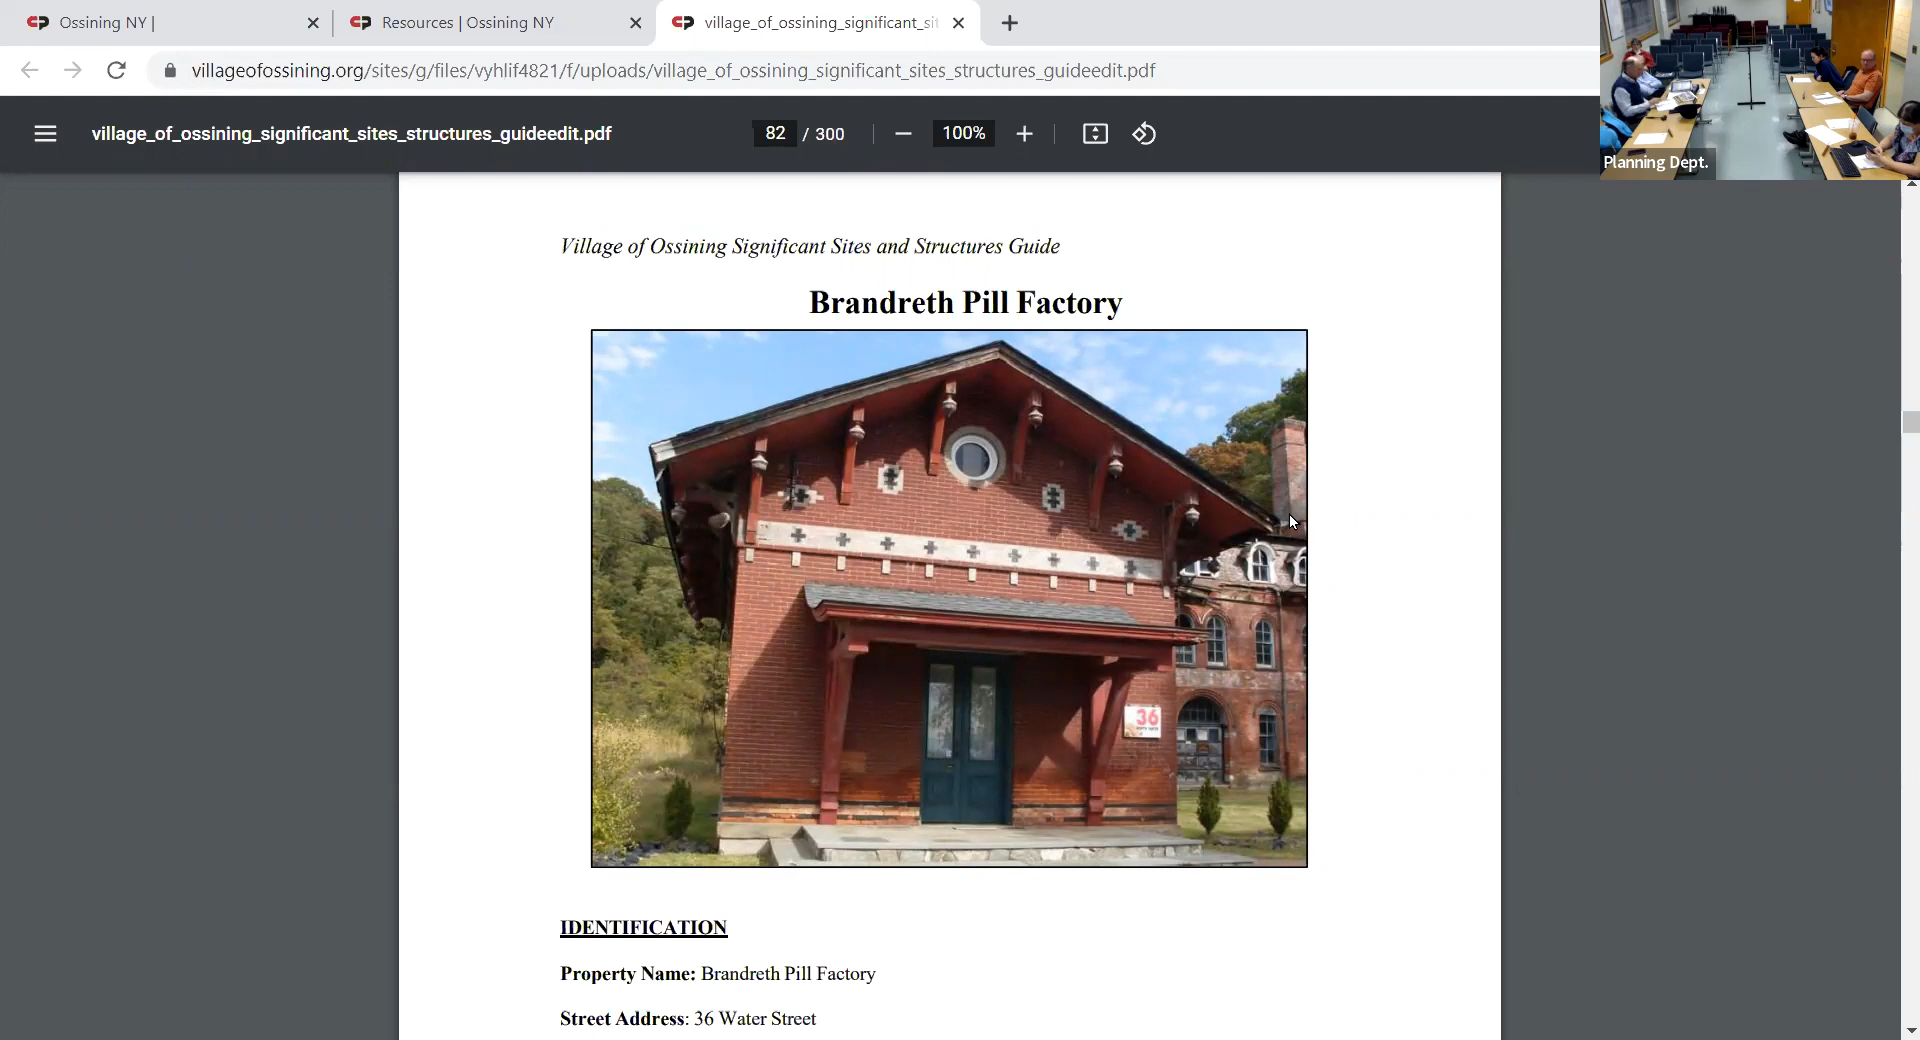 Ossining NY |
Resources | Ossining NY
village_of_ossining_significant_sit
villageofossining.org/sites/g/files/vyhlif4821/f/uploads/village_of_ossining_significant_sites_structures_guideedit.pdf
village_of_ossining_significant_sites_structures_guideedit.pdf
82 / 300
100%
Planning Dept.
Village of Ossining Significant Sites and Structures Guide
Brandreth Pill Factory
36
IDENTIFICATION
Property Name: Brandreth Pill Factory
Street Address: 36 Water Street